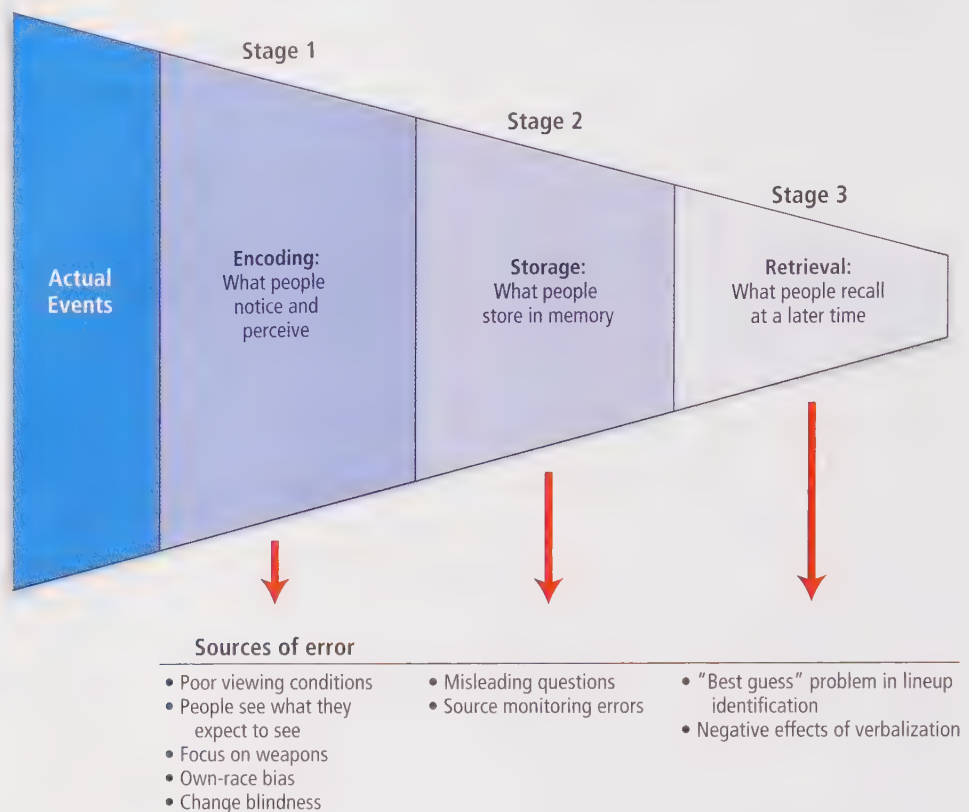 Stage 1
Stage 2
Stage 3
Actual
Events
Encoding:
What people
notice and
perceive
Storage:
What people
store in memory
Retrieval:
What people recall
at a later time
Sources of error
• Poor viewing conditions
• People see what they
expect to see
• Focus on weapons
• Own-race bias
• Change blindness
• Misleading questions
• Source monitoring errors
• "Best guess" problem in lineup
identification
• Negative effects of verbalization